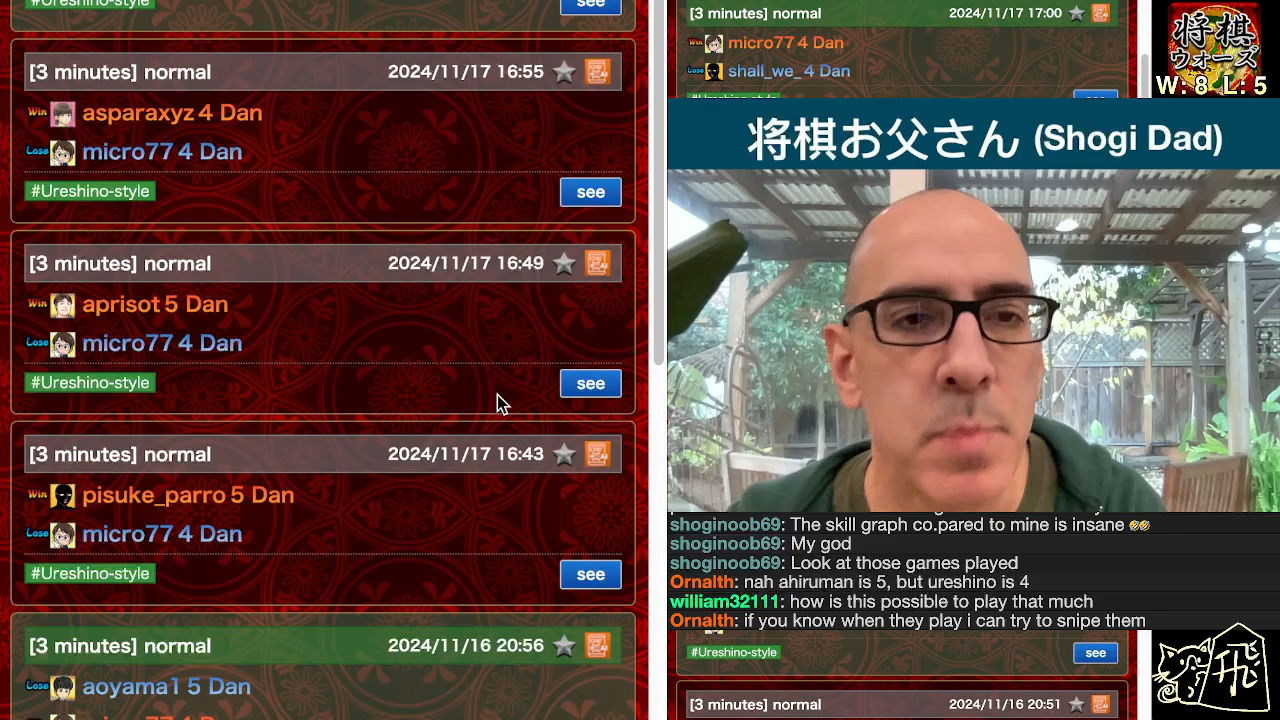 #Ureshino-style
see
[3 minutes] normal 2024/11/17 16:55
Win asparaxyz 4 Dan
Lose micro77 4 Dan
#Ureshino-style
see
[3 minutes] normal 2024/11/17 16:49
Win aprisot 5 Dan
Lose micro77 4 Dan
#Ureshino-style
see
[3 minutes] normal 2024/11/17 16:43
Win pisuke_parro 5 Dan
Lose micro77 4 Dan
#Ureshino-style
see
[3 minutes] normal 2024/11/16 20:56
Lose aoyama1 5 Dan
[3 minutes] normal 2024/11/17 17:00
Win micro77 4 Dan
Lose shall_we_ 4 Dan
将棋
ウォーズ
W: 8 L: 5
将棋お父さん (Shogi Dad)
shoginoob69: The skill graph co.pared to mine is insane
shoginoob69: My god
shoginoob69: Look at those games played
Ornalth: nah ahiruman is 5, but ureshino is 4
william32111: how is this possible to play that much
Ornalth: if you know when they play i can try to snipe them
#Ureshino-style
see
[3 minutes] normal 2024/11/16 20:51
飛